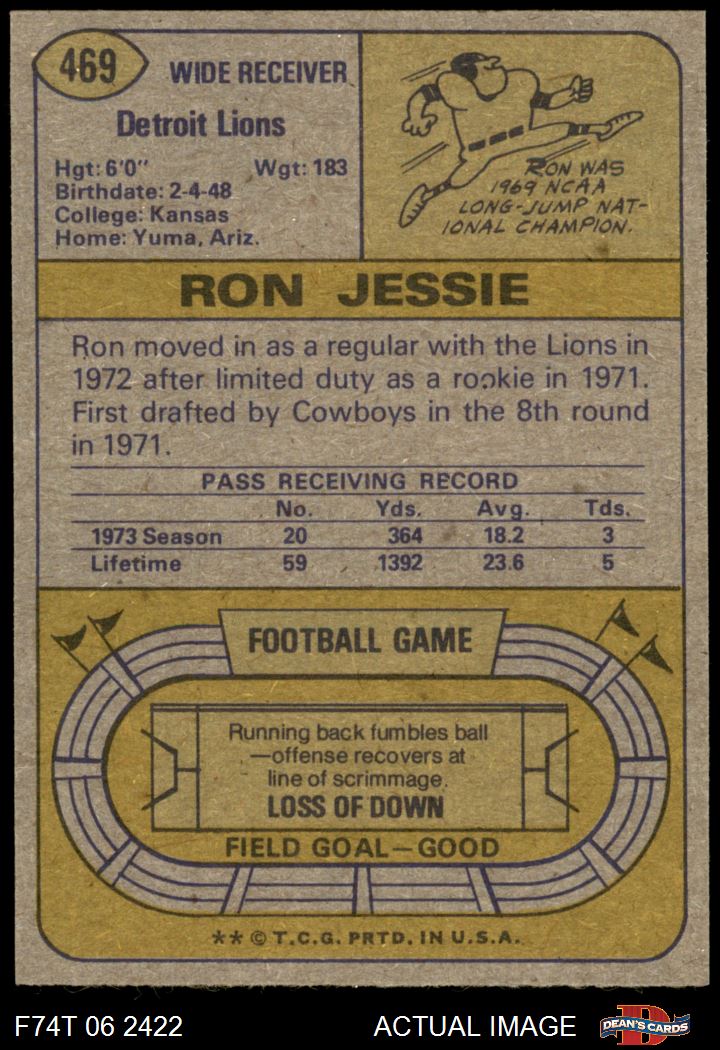 469
WIDE RECEIVER
Detroit Lions
Hgt: 6'0" Wgt: 183
Birthdate: 2-4-48
College: Kansas
Home: Yuma, Ariz.
RON WAS
1969 NCAA
LONG-JUMP NAT-
IONAL CHAMPION.
RON JESSIE
Ron moved in as a regular with the Lions in
1972 after limited duty as a rookie in 1971.
First drafted by Cowboys in the 8th round
in 1971.
PASS RECEIVING RECORD
No. Yds. Avg. Tds.
1973 Season 20 364 18.2 3
Lifetime 59 1392 23.6 5
FOOTBALL GAME
Running back fumbles ball
—offense recovers at
line of scrimmage.
LOSS OF DOWN
FIELD GOAL—GOOD
** © T.C.G. PRTD. IN U.S.A.
F74T 06 2422 ACTUAL IMAGE
D
DEAN'S CARDS